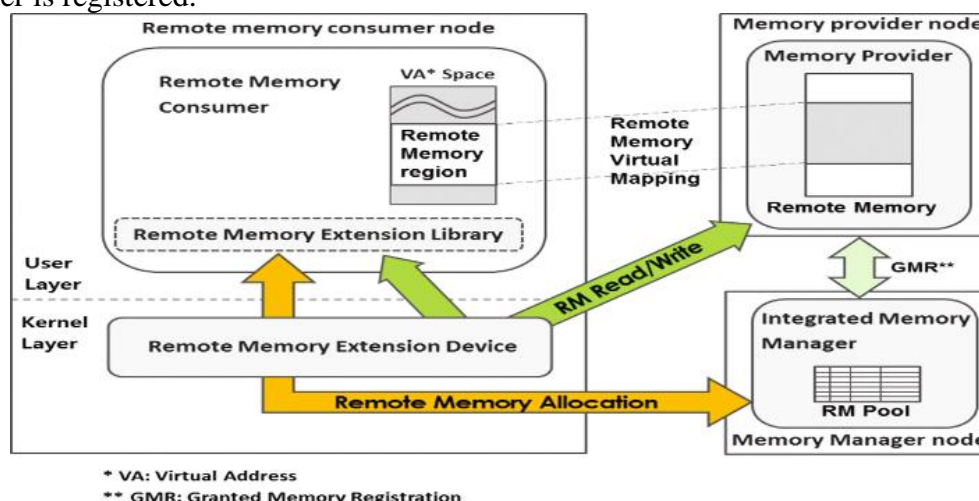 er is registered.
Remote memory consumer node
Remote Memory
Consumer
VA* Space
Remote
Memory
region
Remote Memory Extension Library
User
Layer
Kernel
Layer
Remote Memory Extension Device
Remote
Memory
Virtual
Mapping
RM Read/Write
Remote Memory Allocation
Memory provider node
Memory Provider
Remote Memory
GMR**
Integrated Memory
Manager
RM Pool
Memory Manager node
* VA: Virtual Address
** GMR: Granted Memory Registration